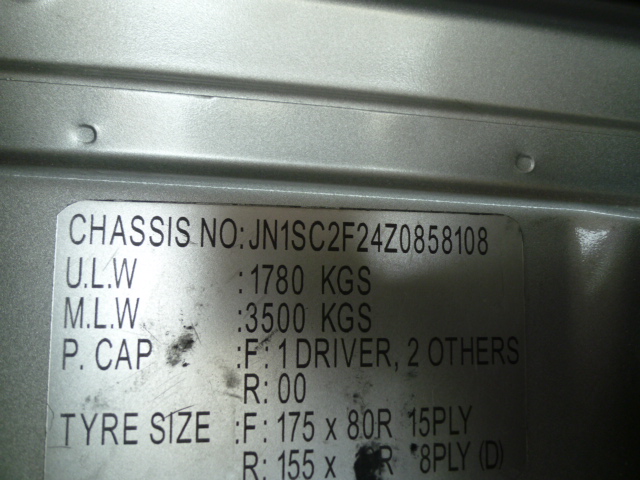 CHASSIS NO: JN1SC2F24Z0858108
U.L.W : 1780 KGS
M.L.W : 3500 KGS
P. CAP : F: 1 DRIVER, 2 OTHERS
R: 00
TYRE SIZE : F: 175 x 80R 15PLY
R: 155 x R 8PLY (D)